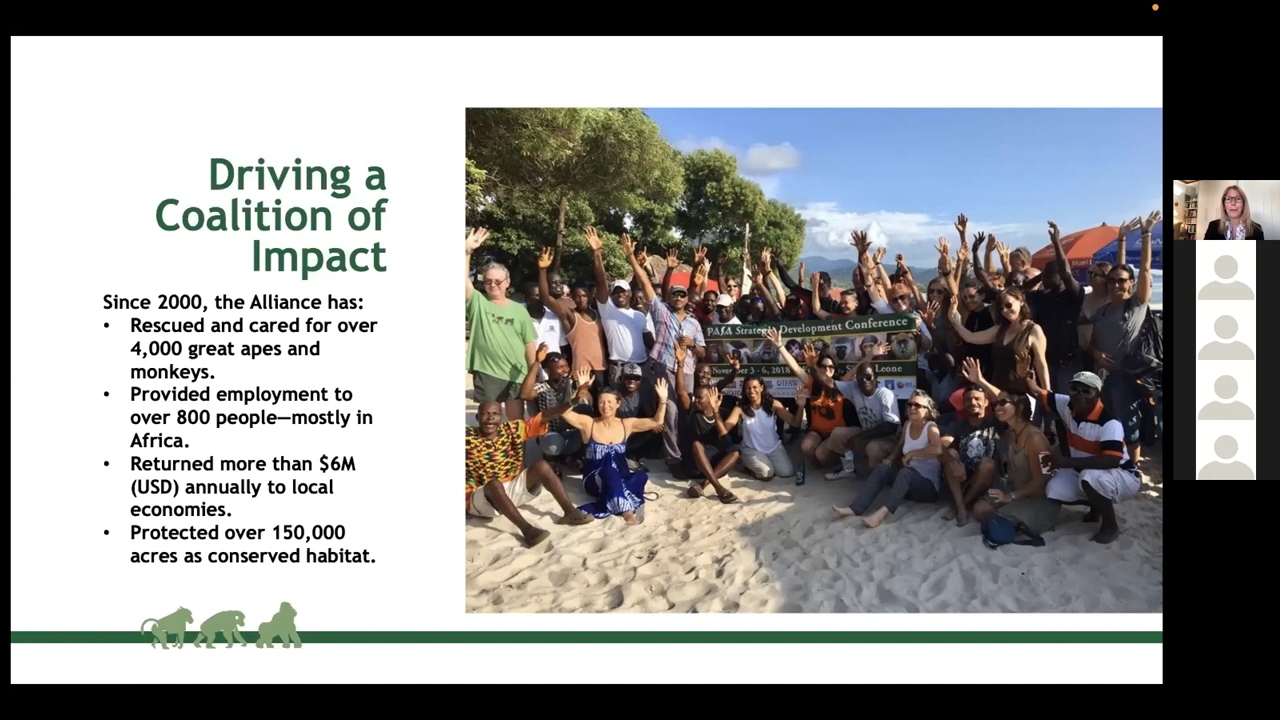 Driving a
Coalition of
Impact
Since 2000, the Alliance has:
• Rescued and cared for over
4,000 great apes and
monkeys.
• Provided employment to
over 800 people—mostly in
Africa.
• Returned more than $6M
(USD) annually to local
economies.
• Protected over 150,000
acres as conserved habitat.
PASA Strategic Development Conference
November 3 - 6, 2018
Leone